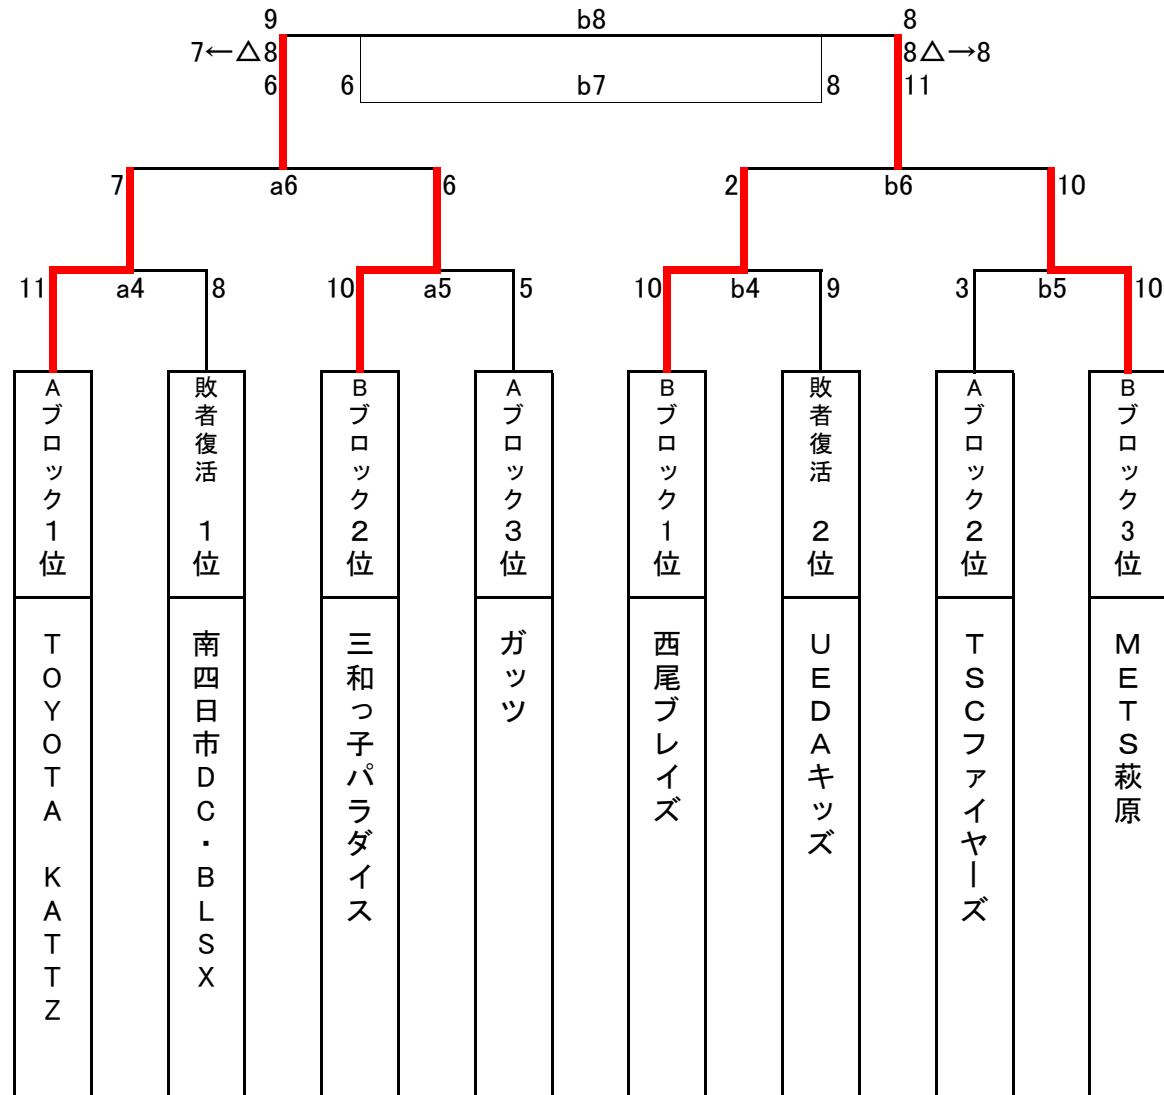 9 b8 8
7←△8 8△→8
6 6 b7 8 11
7 a6 6 2 b6 10
11 a4 8 10 a5 5 10 b4 9 3 b5 10
Aブロック1位
敗者復活 1位
Bブロック2位
Aブロック3位
Bブロック1位
敗者復活 2位
Aブロック2位
Bブロック3位
TOYOTA KATTZ
南四日市DC・BLSX
三和っ子パラダイス
ガッツ
西尾ブレイズ
UEDAキッズ
TSCファイヤーズ
METS萩原